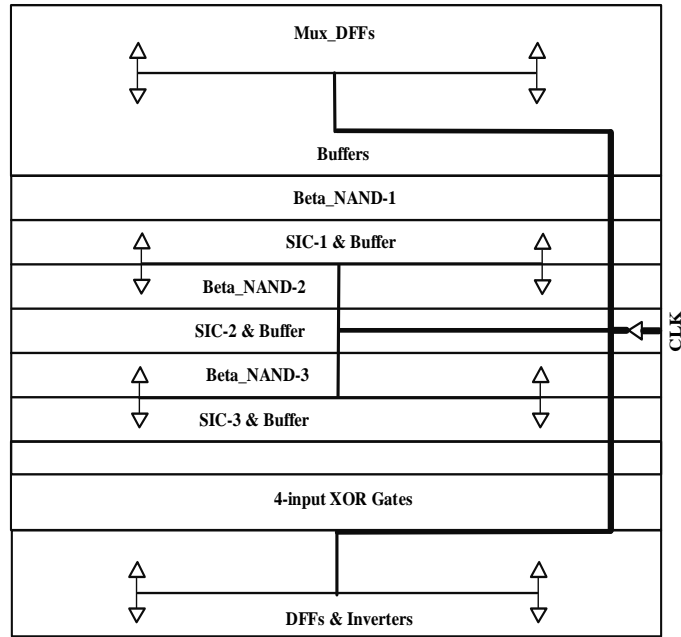 Mux_DFFs
Buffers
Beta_NAND-1
SIC-1 & Buffer
Beta_NAND-2
SIC-2 & Buffer
CLK
Beta_NAND-3
SIC-3 & Buffer
4-input XOR Gates
DFFs & Inverters